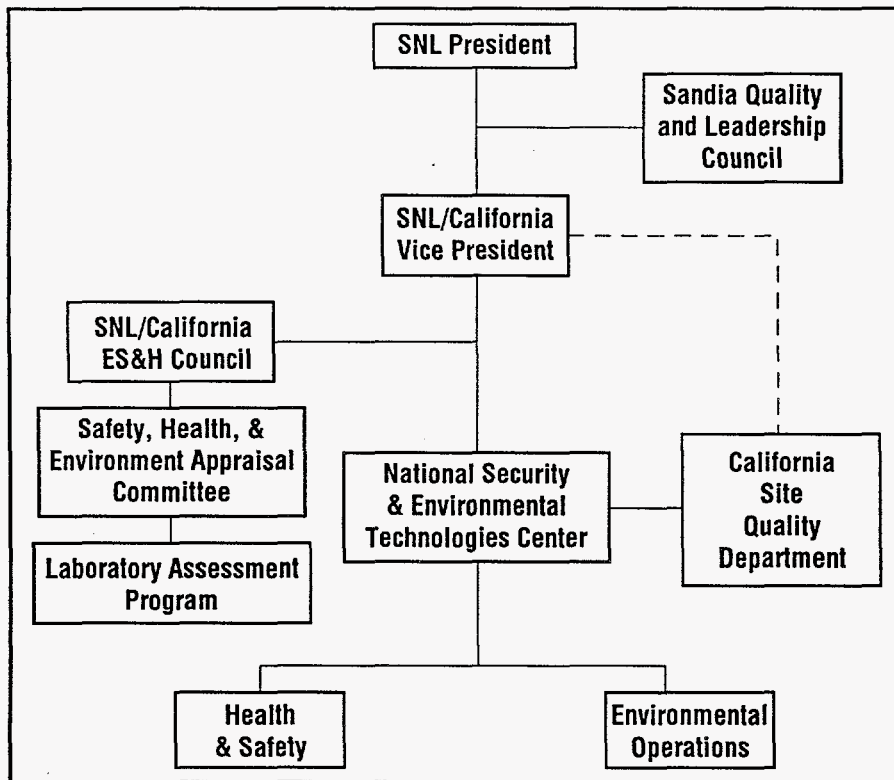 SNL President
Sandia Quality
and Leadership
Council
SNL/California
Vice President
SNL/California
ES&H Council
Safety, Health, &
Environment Appraisal
Committee
Laboratory Assessment
Program
National Security
& Environmental
Technologies Center
California
Site
Quality
Department
Health
& Safety
Environmental
Operations